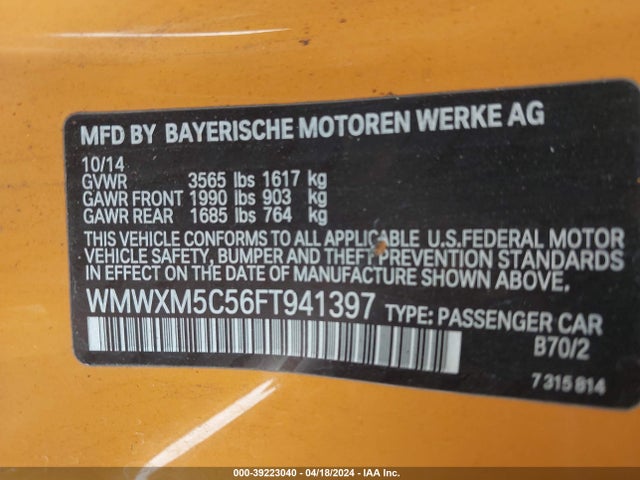 MFD BY BAYERISCHE MOTOREN WERKE AG
10/14
GVWR 3565 lbs 1617 kg
GAWR FRONT 1990 lbs 903 kg
GAWR REAR 1685 lbs 764 kg
THIS VEHICLE CONFORMS TO ALL APPLICABLE U.S.FEDERAL MOTOR
VEHICLE SAFETY, BUMPER AND THEFT PREVENTION STANDARDS
IN EFFECT ON THE DATE OF MANUFACTURE SHOWN ABOVE.
WMWXM5C56FT941397 TYPE: PASSENGER CAR
B70/2
7 315 814
000-39223040 - 04/18/2024 - IAA Inc.